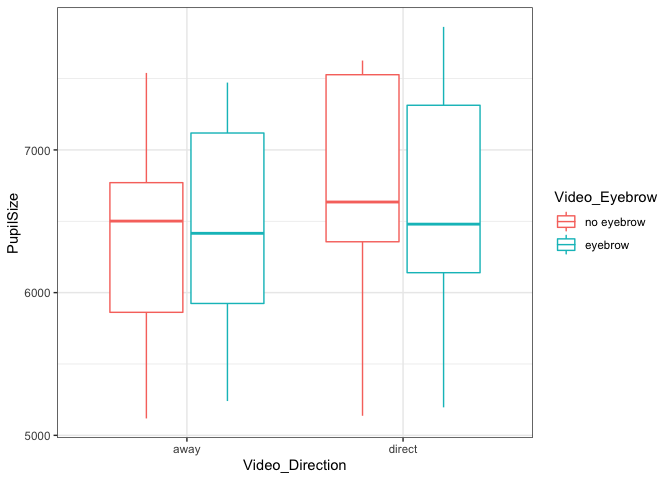 PupilSize
7000
6000
5000
away
direct
Video_Direction
Video_Eyebrow
no eyebrow
eyebrow